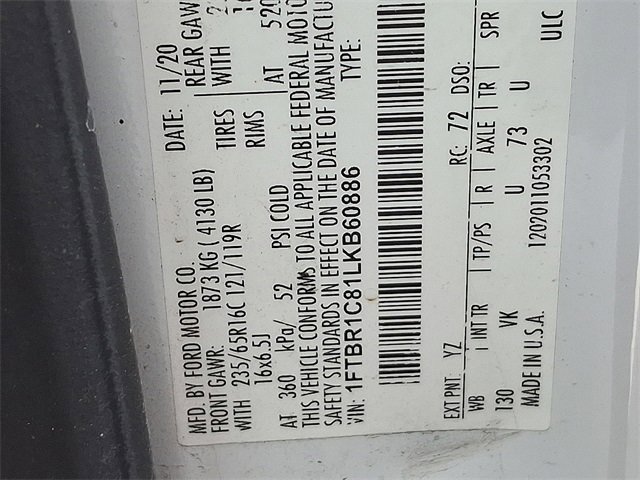 MFD. BY FORD MOTOR CO. DATE: 11/20
FRONT GAWR: 1873 KG ( 4130 LB) REAR GAW
WITH 235/65R16C 121/119R TIRES WITH
16x6.5J RIMS
AT 360 kPa/ 52 PSI COLD AT 520
THIS VEHICLE CONFORMS TO ALL APPLICABLE FEDERAL MOTO
SAFETY STANDARDS IN EFFECT ON THE DATE OF MANUFACTU
VIN: 1FTBR1C81LKB60886 TYPE:
EXT PNT: YZ RC: 72 DSO:
WB INT TR TP/PS R AXLE TR SPR
130 VK U 73 U
MADE IN U.S.A. 1207011053302 ULC